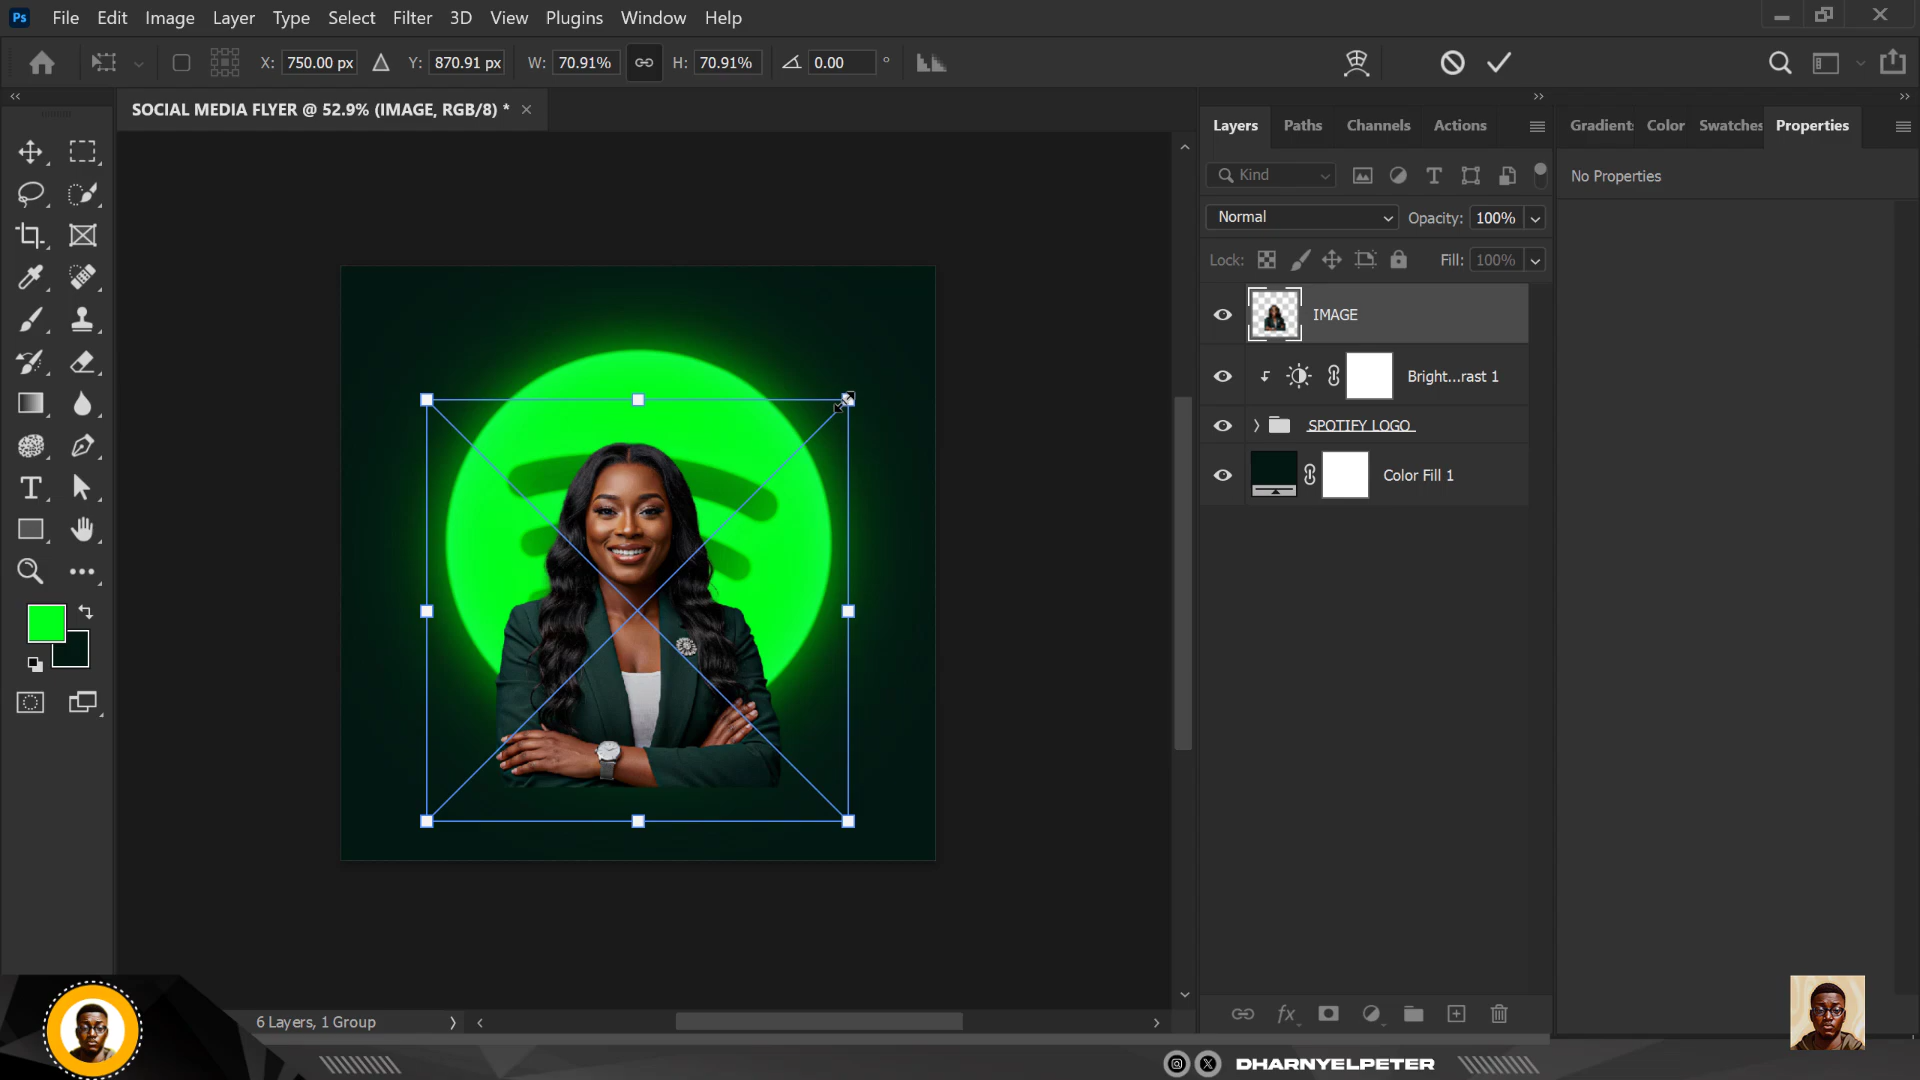 Ps File Edit Image Layer Select Type Filter 3D View Plugins Window Help
X: 750.00 px Y: 870.91 px W: 70.91% H: 70.91% 0.00 °
SOCIAL MEDIA FLYER @ 52.9% (IMAGE, RGB/8) * ×
Layers Paths Channels Actions
Gradient Color Swatches Properties
Kind
No Properties
Normal Opacity: 100%
Lock: Fill: 100%
IMAGE
Bright...rast 1
SPOTIFY LOGO
Color Fill 1
6 Layers, 1 Group
fx
DHARNYELPETER